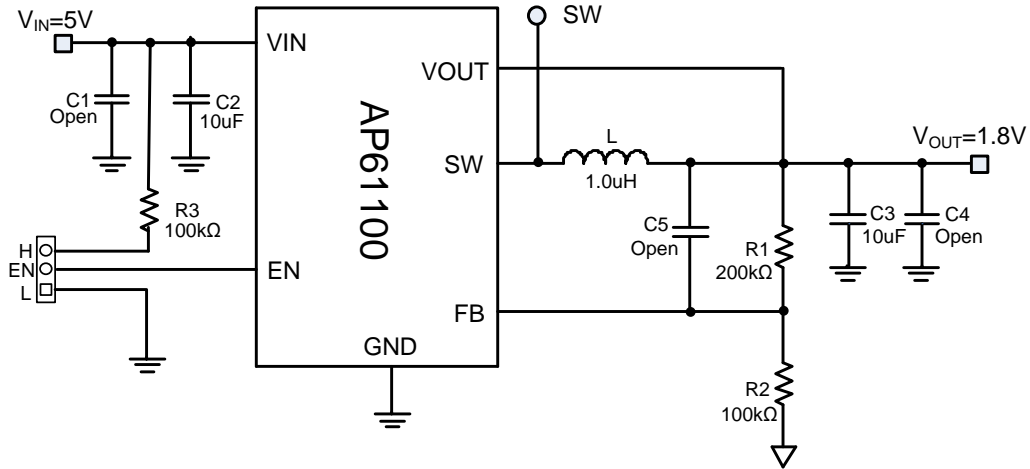 V_IN=5V
SW
VIN
VOUT
C1
Open
C2
10uF
AP61100
L
1.0uH
SW
V_OUT=1.8V
R3
100kΩ
C5
Open
R1
200kΩ
C3
10uF
C4
Open
H
EN
L
EN
FB
GND
R2
100kΩ